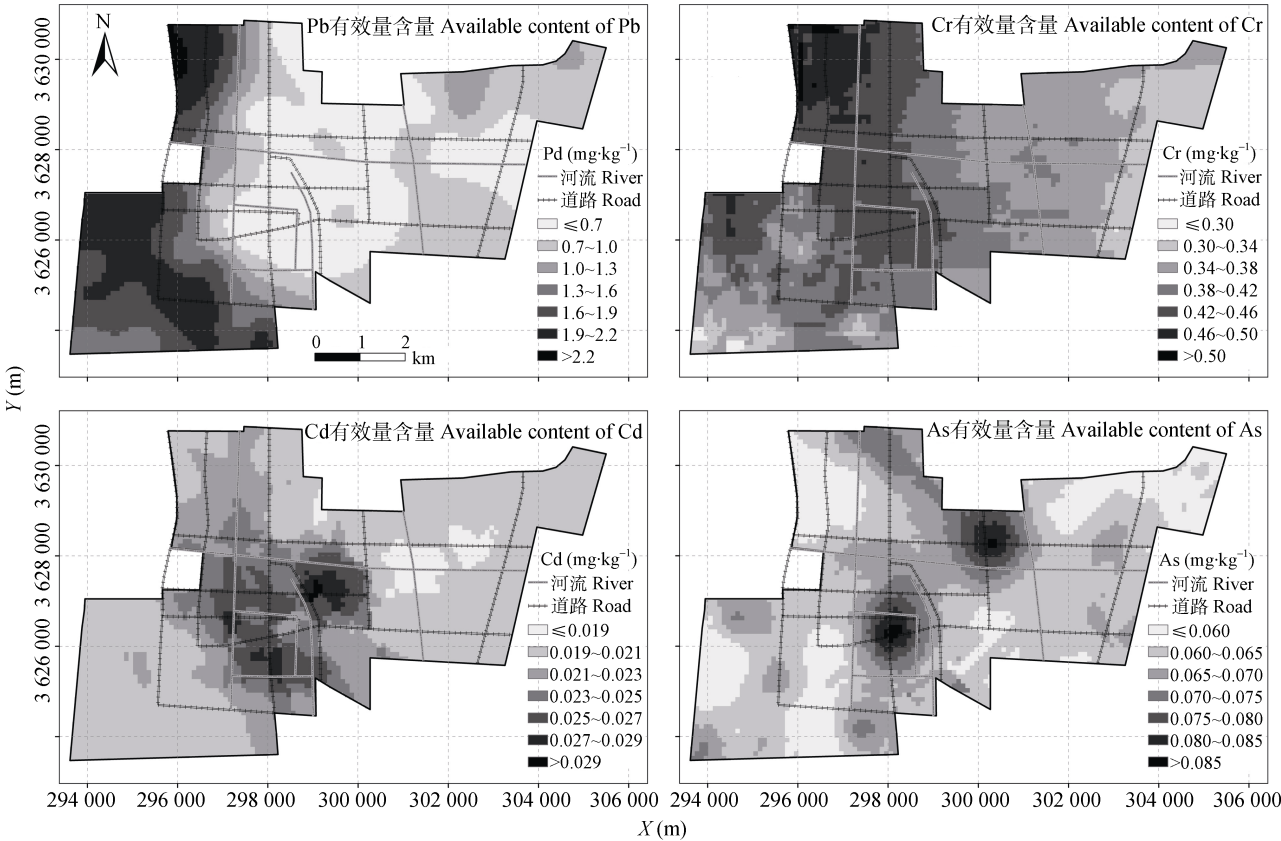 Pb有效量含量 Available content of Pb
N
Pd (mg·kg⁻¹)
河流 River
道路 Road
≤0.7
0.7~1.0
1.0~1.3
1.3~1.6
1.6~1.9
1.9~2.2
>2.2
0 1 2
km
3 630 000
3 628 000
3 626 000
Cr有效量含量 Available content of Cr
Cr (mg·kg⁻¹)
河流 River
道路 Road
≤0.30
0.30~0.34
0.34~0.38
0.38~0.42
0.42~0.46
0.46~0.50
>0.50
Y (m)
Cd有效量含量 Available content of Cd
Cd (mg·kg⁻¹)
河流 River
道路 Road
≤0.019
0.019~0.021
0.021~0.023
0.023~0.025
0.025~0.027
0.027~0.029
>0.029
3 630 000
3 628 000
3 626 000
294 000 296 000 298 000 300 000 302 000 304 000 306 000
As有效量含量 Available content of As
As (mg·kg⁻¹)
河流 River
道路 Road
≤0.060
0.060~0.065
0.065~0.070
0.070~0.075
0.075~0.080
0.080~0.085
>0.085
294 000 296 000 298 000 300 000 302 000 304 000 306 000
X (m)